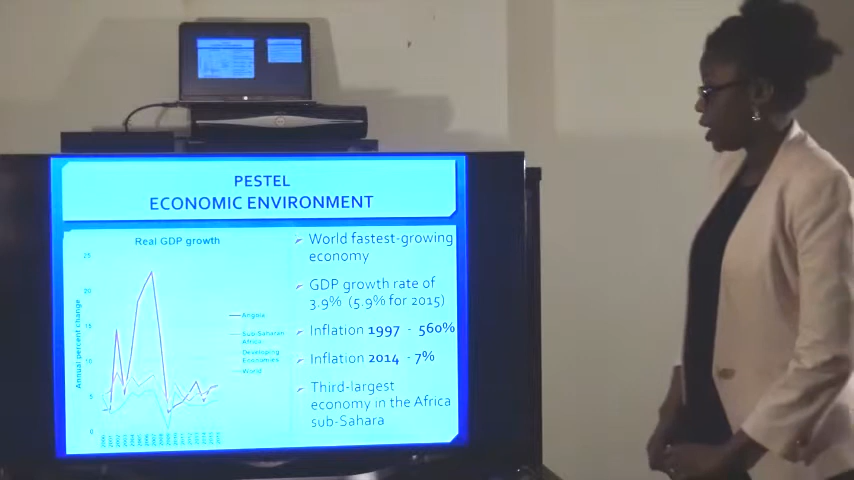 PESTEL
ECONOMIC ENVIRONMENT
Real GDP growth
Annual percent change
25
20
15
10
5
0
Angola
Sub-Saharan
Africa
Developing
Economies
World
World fastest-growing
economy
GDP growth rate of
3.9% (5.9% for 2015)
Inflation 1997 - 560%
Inflation 2014 - 7%
Third-largest
economy in the Africa
sub-Sahara